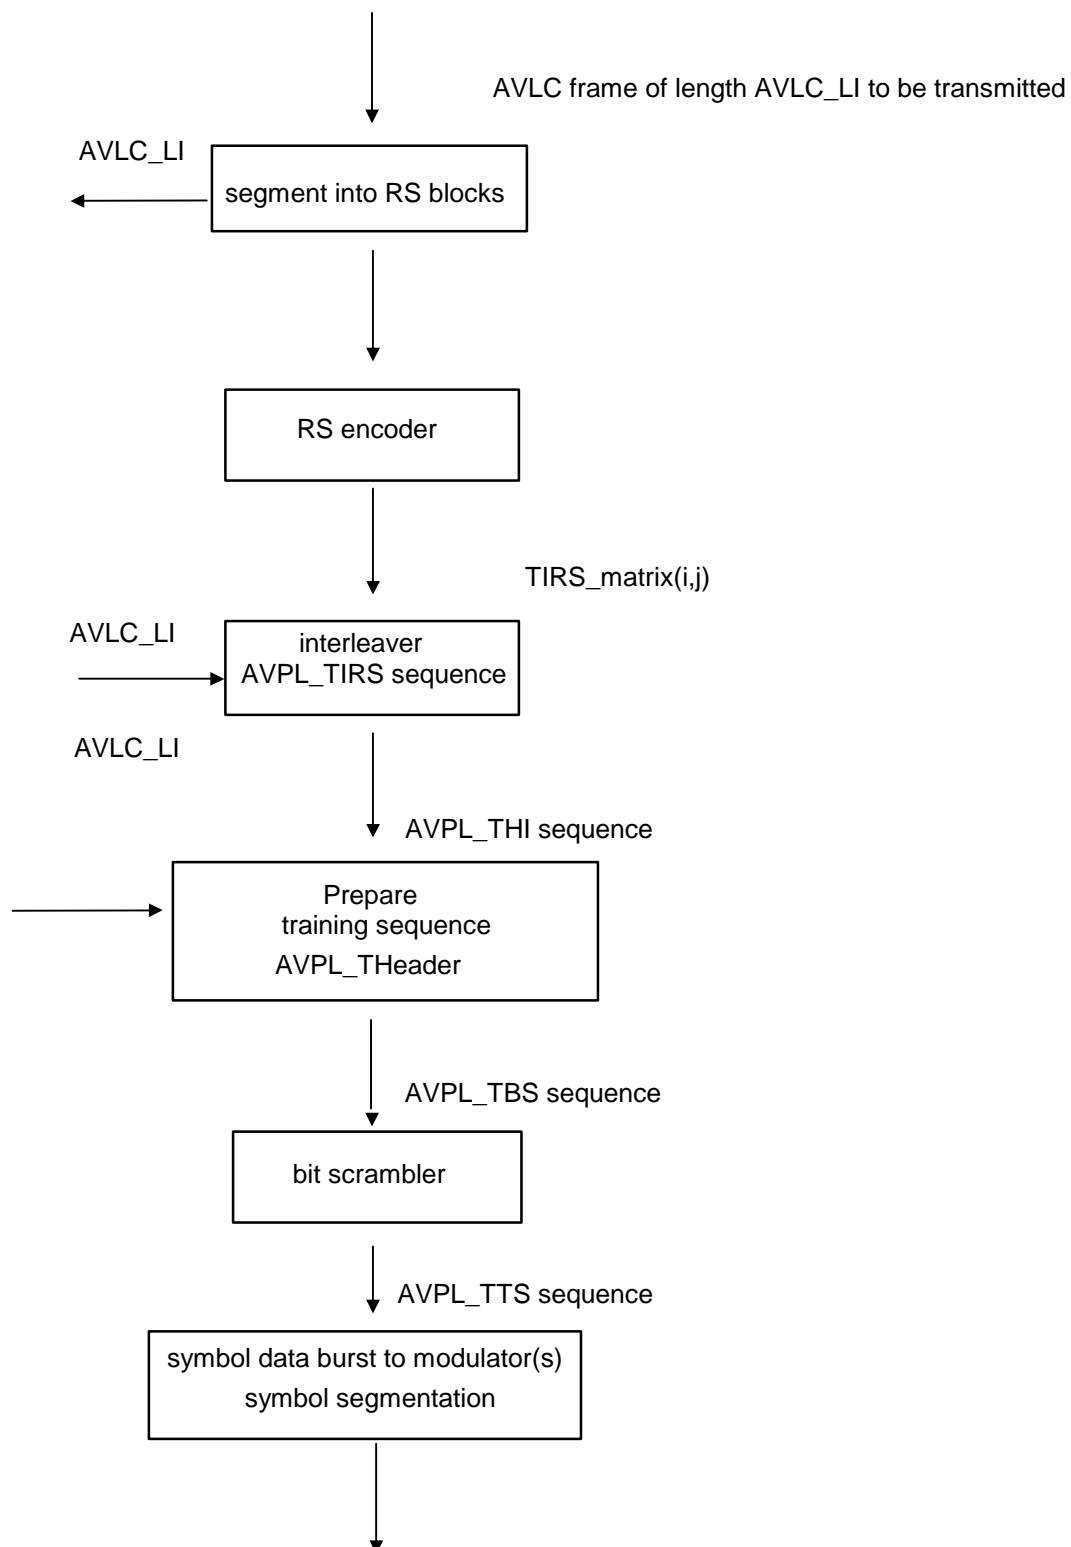 AVLC frame of length AVLC_LI to be transmitted
AVLC_LI
segment into RS blocks
RS encoder
TIRS_matrix(i,j)
AVLC_LI
interleaver
AVPL_TIRS sequence
AVLC_LI
AVPL_THI sequence
Prepare
training sequence
AVPL_THeader
AVPL_TBS sequence
bit scrambler
AVPL_TTS sequence
symbol data burst to modulator(s)
symbol segmentation